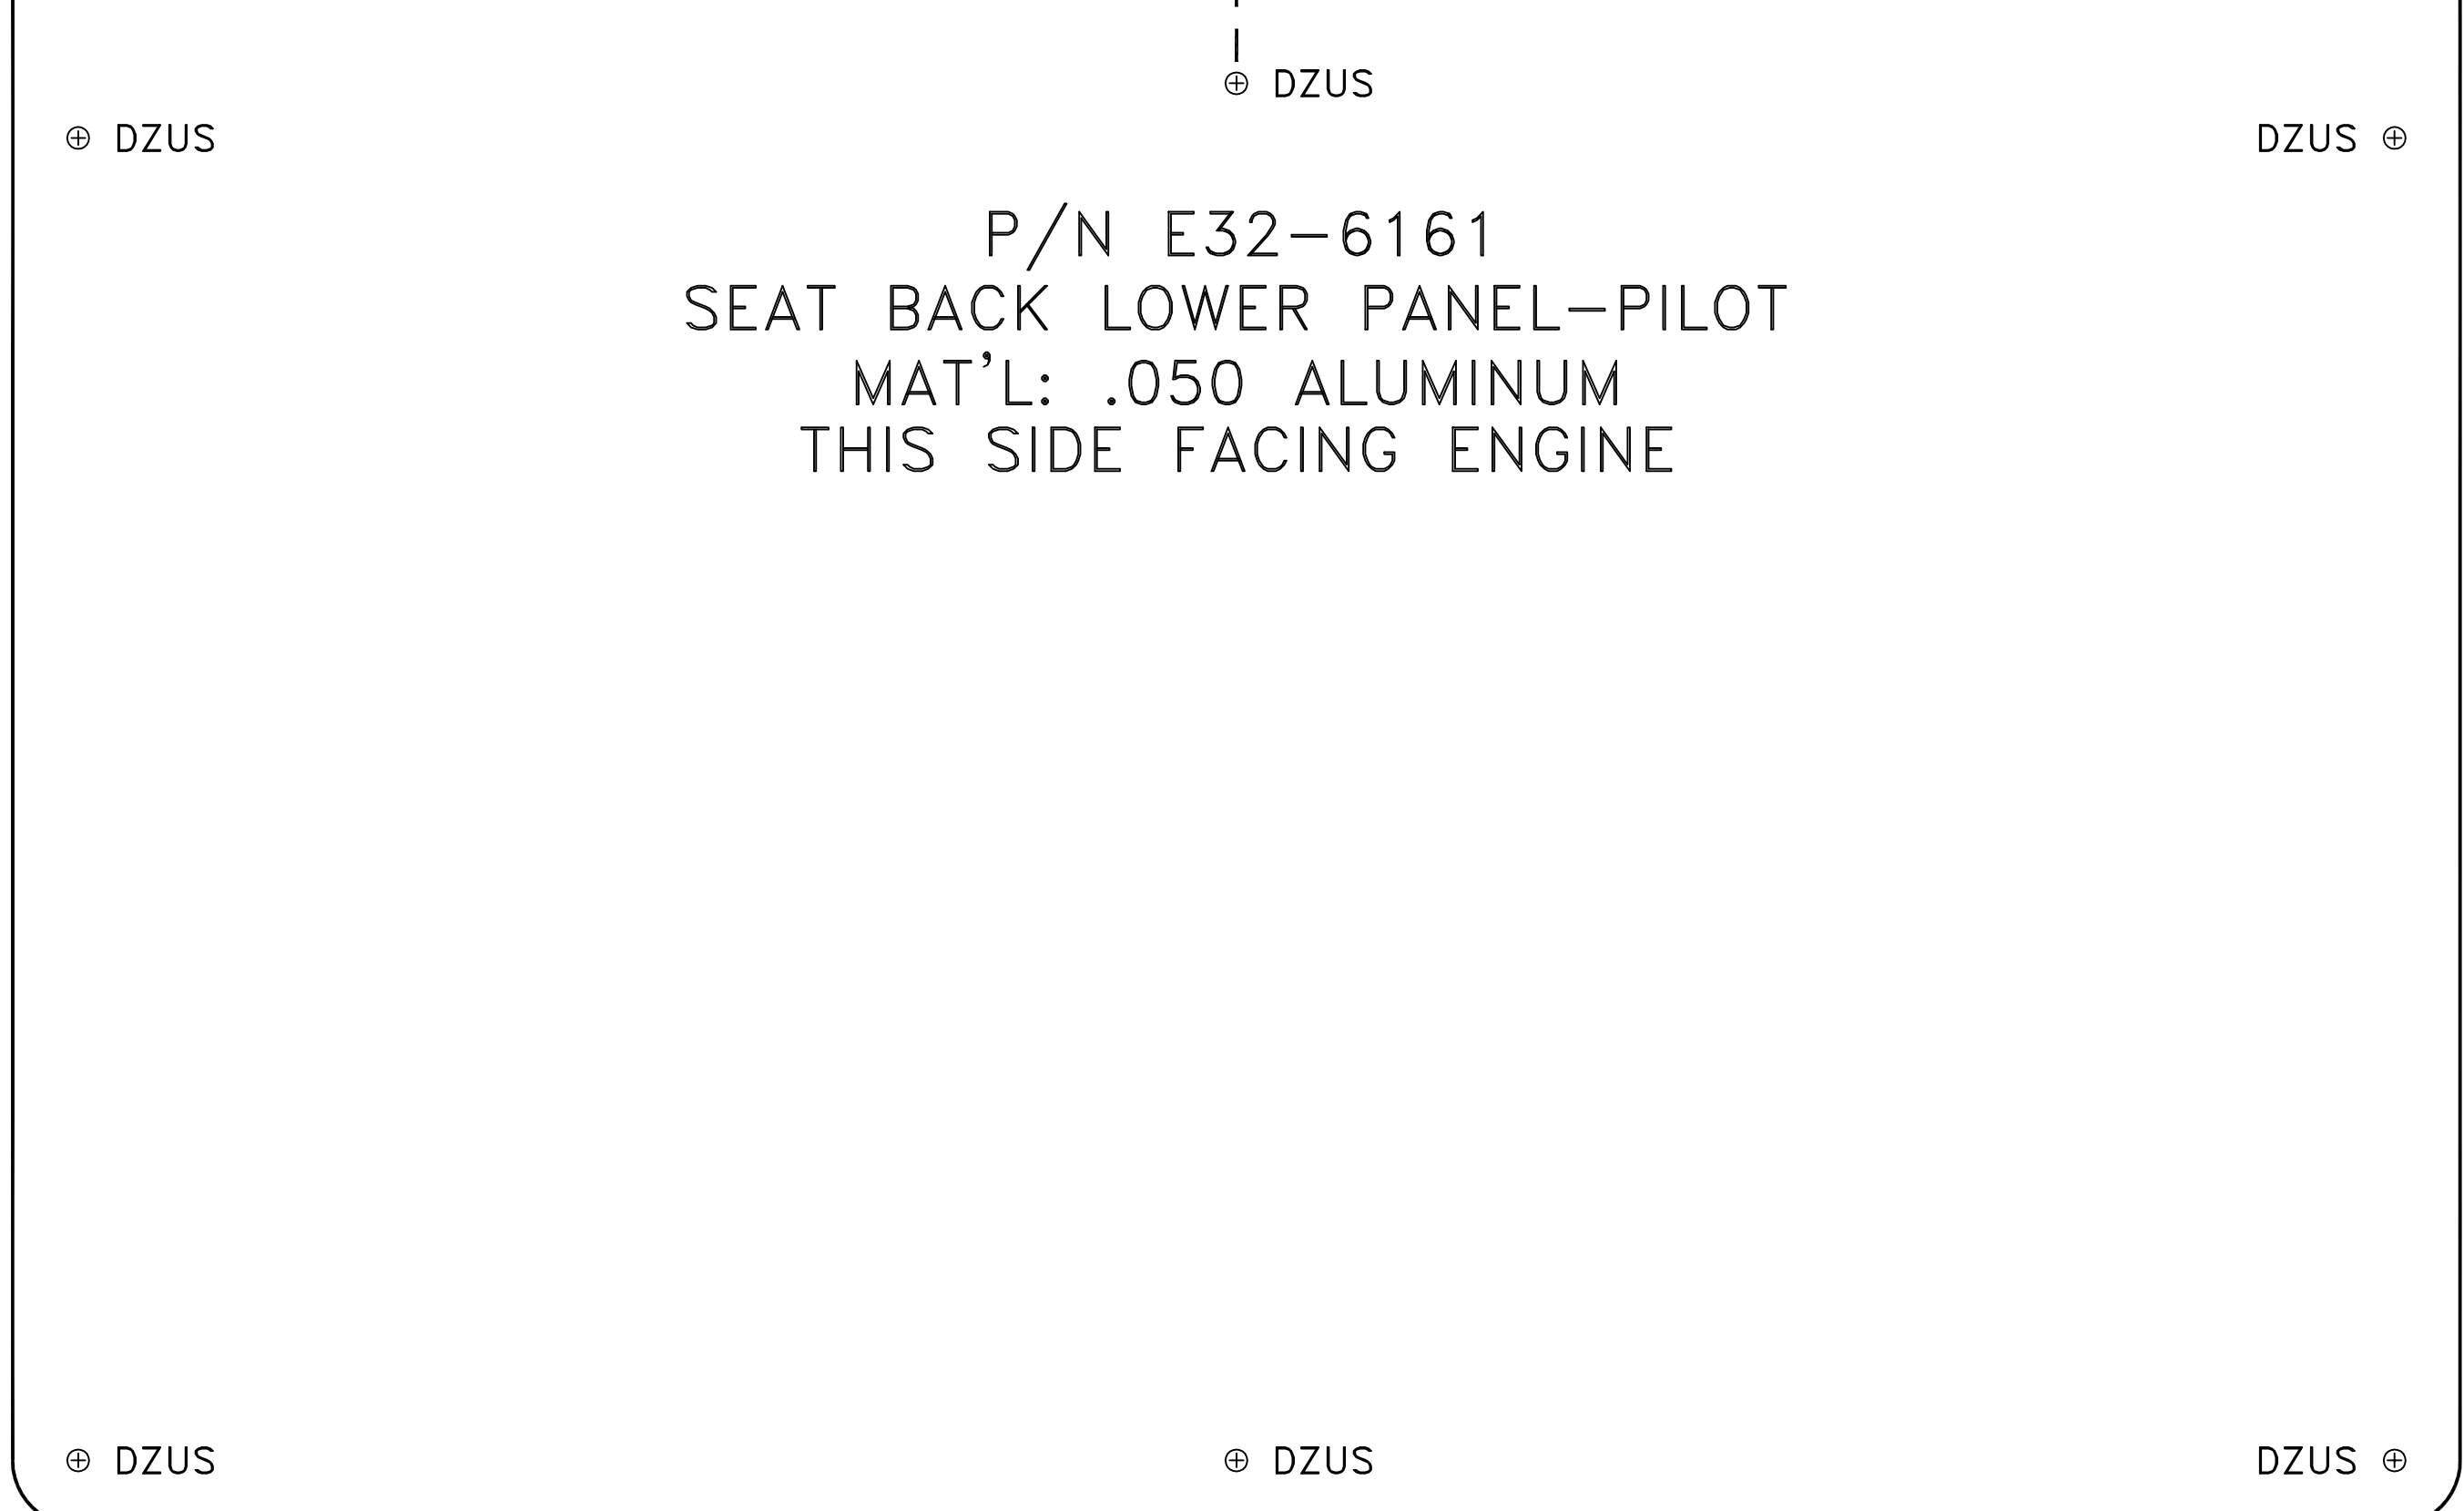 DZUS
DZUS
DZUS
P/N E32-6161
SEAT BACK LOWER PANEL-PILOT
MAT'L: .050 ALUMINUM
THIS SIDE FACING ENGINE
DZUS
DZUS
DZUS